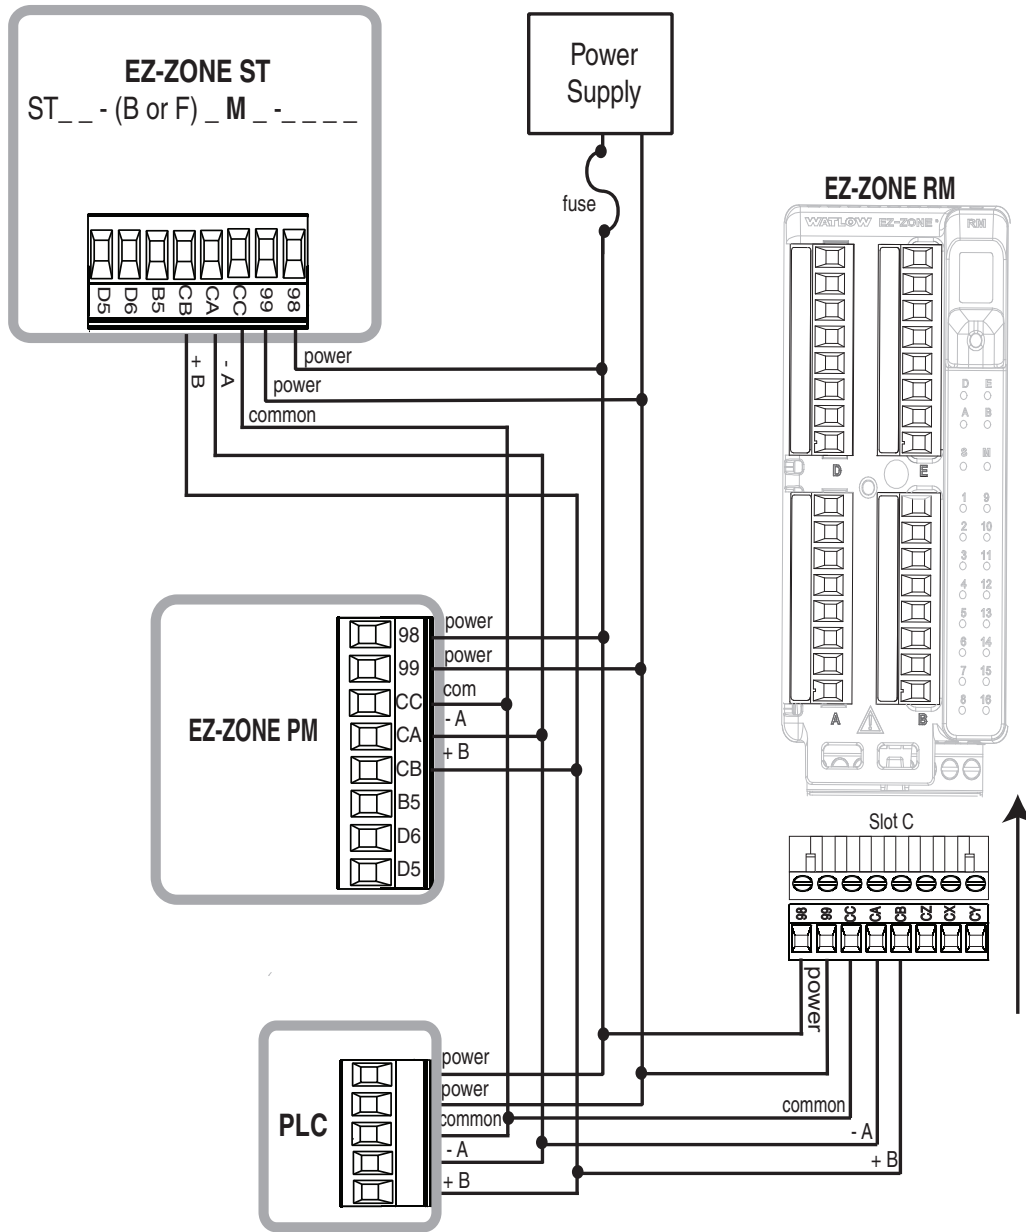 EZ-ZONE ST
ST_ _ - (B or F) _ M _ -_ _ _ _
D5 D6 B5 CB CA CC 99 98
+ B
- A
power
power
common
Power
Supply
fuse
EZ-ZONE RM
WATLOW EZ-ZONE® RM
D E
A B
S M
1 9
2 10
3 11
4 12
5 13
6 14
7 15
8 16
D E
A B
EZ-ZONE PM
98 power
99 power
CC com
CA - A
CB + B
B5
D6
D5
Slot C
98 99 CC CA CB CZ CX CY
power
common
- A
+ B
PLC
power
power
common
- A
+ B